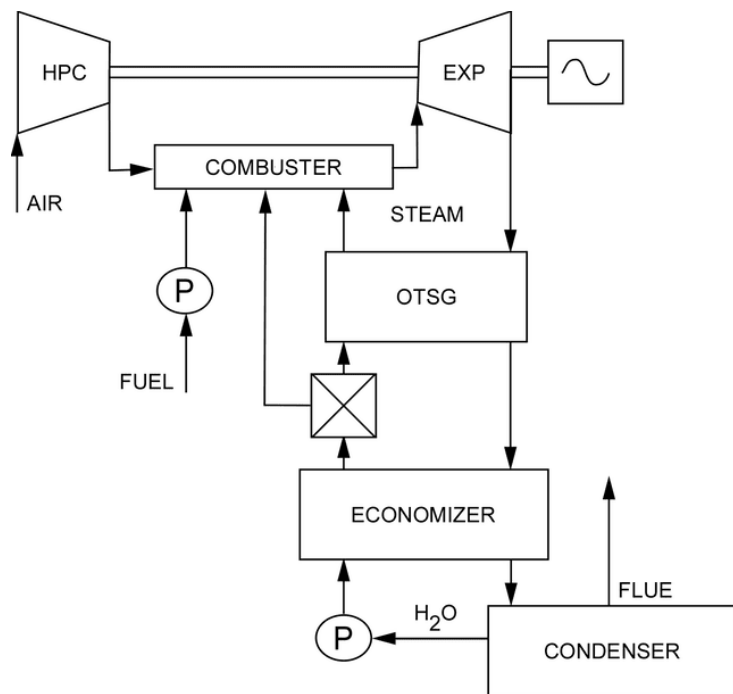 HPC
EXP
COMBUSTER
AIR
STEAM
P
OTSG
FUEL
ECONOMIZER
FLUE
H₂O
P
CONDENSER